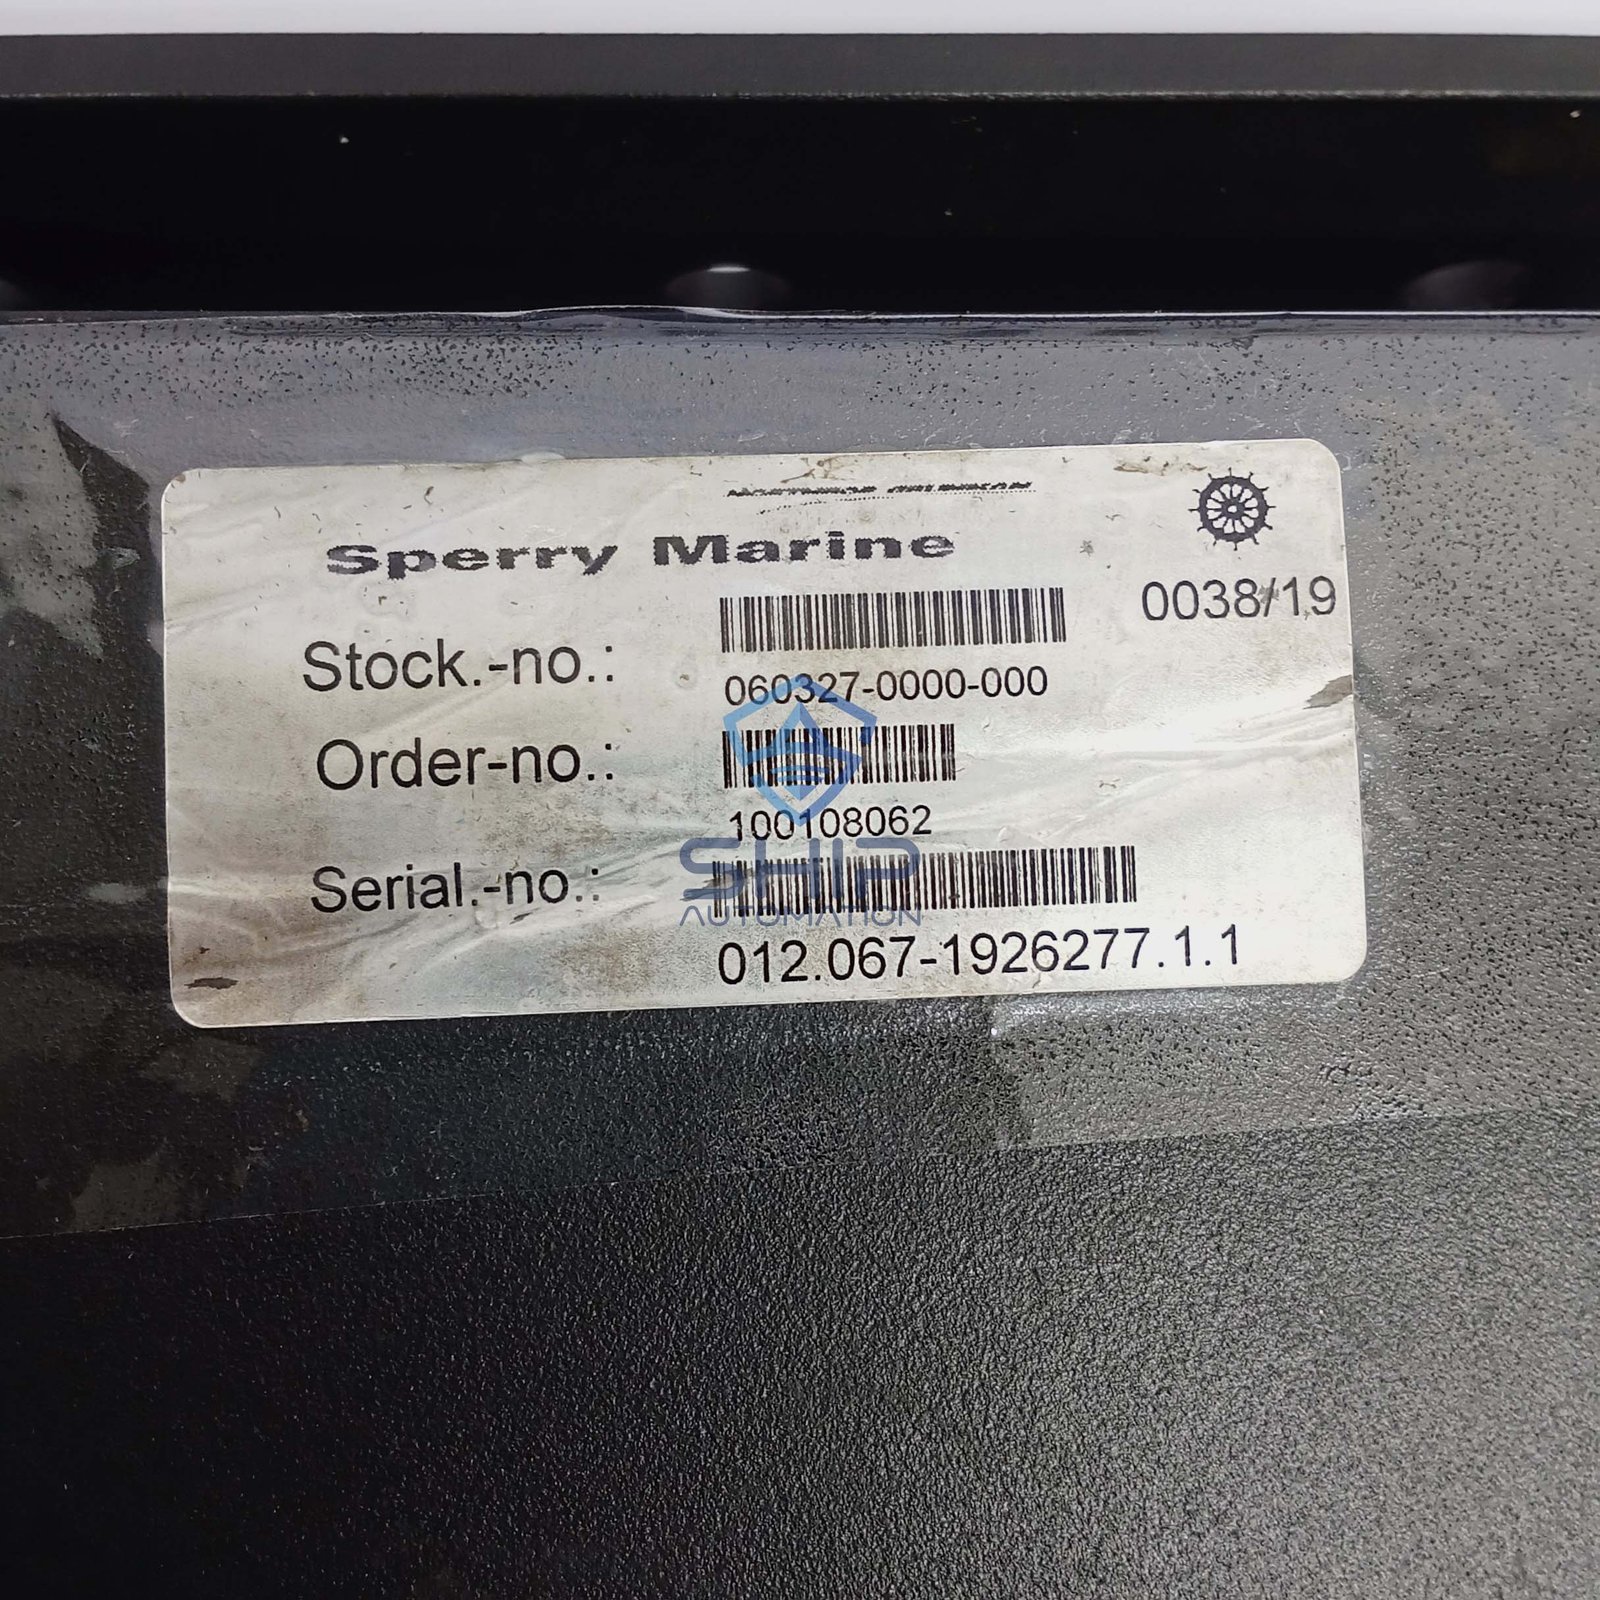 Sperry Marine
0038/19
Stock.-no.:
060327-0000-000
Order-no.:
100108062
SHIP
AUTOMATION
Serial.-no.:
012.067-1926277.1.1